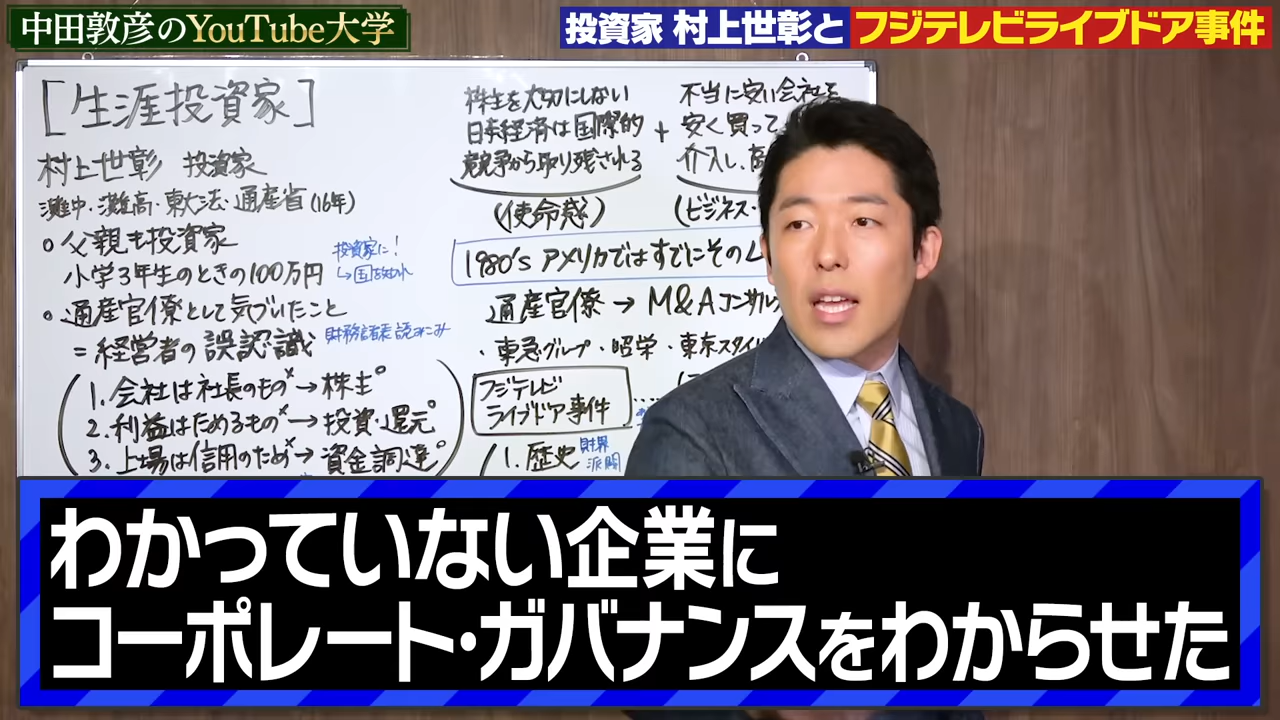 中田敦彦のYouTube大学
投資家 村上世彰と フジテレビライブドア事件
[生涯投資家]
村上世彰 投資家
灘中・灘高・東大法・通産省(16年)
○父親も投資家
小学3年生のときの100万円
投資家に!
○通産官僚として気づいたこと
=経営者の誤認識
1. 会社は社長のもの×→株主○
2. 利益はためるもの×→投資・還元○
3. 上場は信用のため×→資金調達○
株主を大切にしない
日本経済は国際的
競争から取り残される
(使命感)
+
不当に安い会社を
安く買って
介入し、
(ビジネス・
1980's アメリカではすでにその
通産官僚→M&Aコンサル
・東急グループ・昭栄・東京スタイル
フジテレビ
ライブドア事件
1. 歴史
財界
派閥
わかっていない企業に
コーポレート・ガバナンスをわからせた